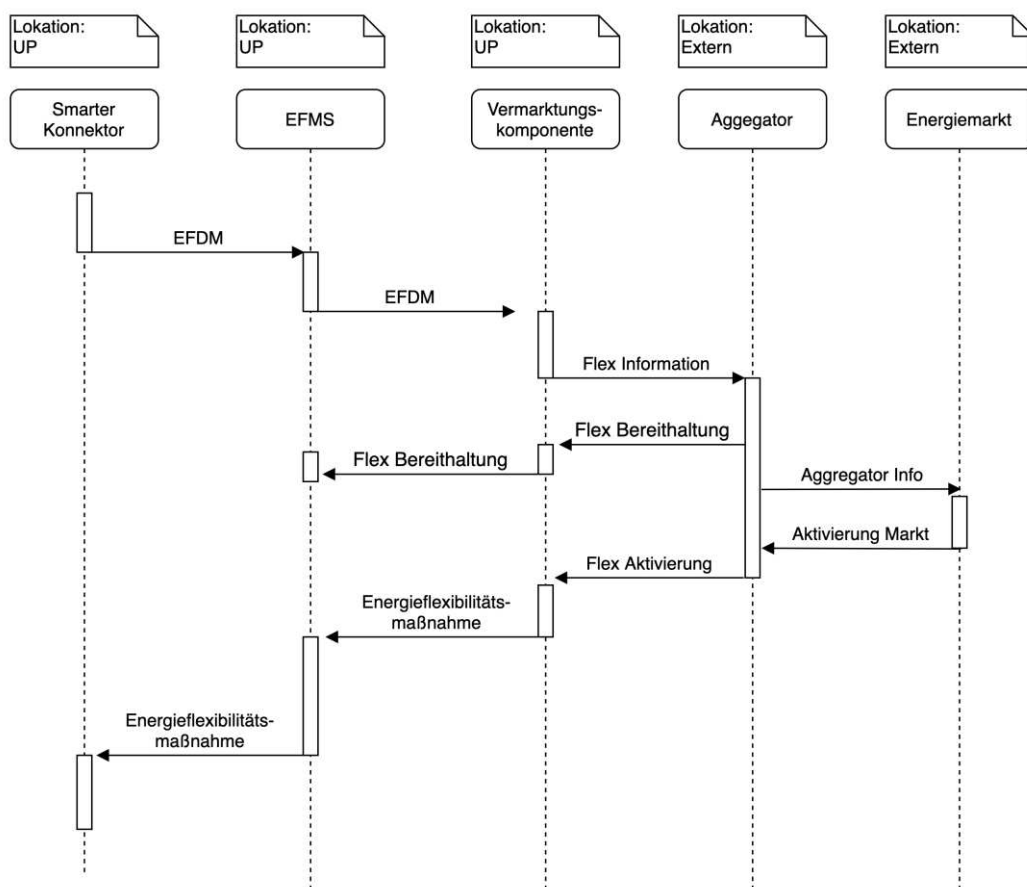 Lokation:
UP
Lokation:
UP
Lokation:
UP
Lokation:
Extern
Lokation:
Extern
Smarter
Konnektor
EFMS
Vermarktungs-
komponente
Aggegator
Energiemarkt
EFDM
EFDM
Flex Information
Flex Bereithaltung
Flex Bereithaltung
Aggregator Info
Aktivierung Markt
Flex Aktivierung
Energieflexibilitäts-
maßnahme
Energieflexibilitäts-
maßnahme